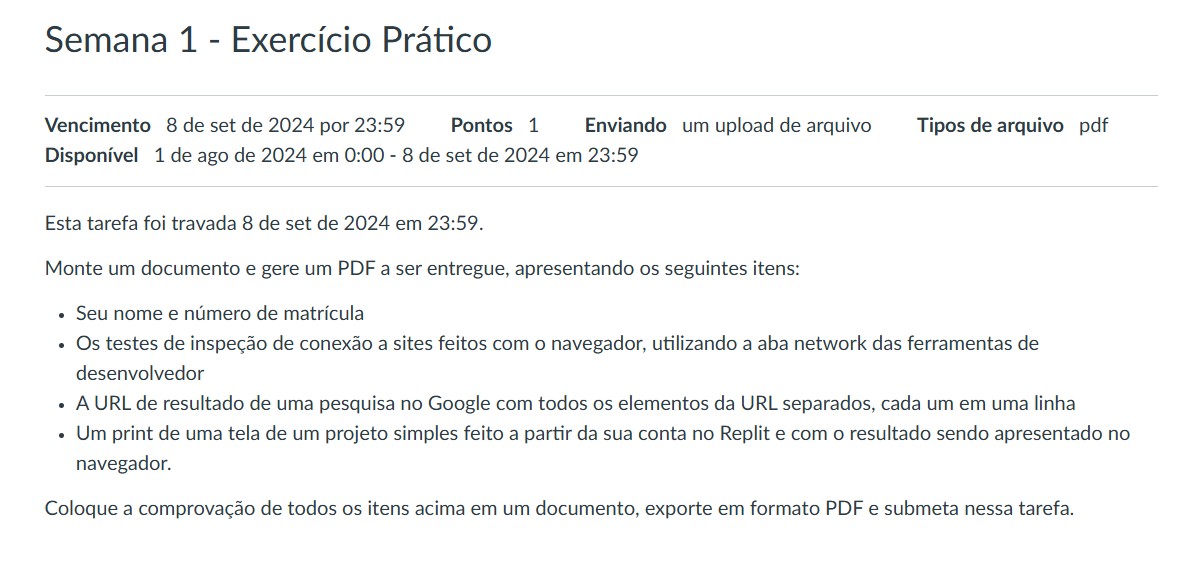 Semana 1 - Exercício Prático
Vencimento 8 de set de 2024 por 23:59 Pontos 1 Enviando um upload de arquivo Tipos de arquivo pdf
Disponível 1 de ago de 2024 em 0:00 - 8 de set de 2024 em 23:59
Esta tarefa foi travada 8 de set de 2024 em 23:59.
Monte um documento e gere um PDF a ser entregue, apresentando os seguintes itens:
• Seu nome e número de matrícula
• Os testes de inspeção de conexão a sites feitos com o navegador, utilizando a aba network das ferramentas de
desenvolvedor
• A URL de resultado de uma pesquisa no Google com todos os elementos da URL separados, cada um em uma linha
• Um print de uma tela de um projeto simples feito a partir da sua conta no Replit e com o resultado sendo apresentado no
navegador.
Coloque a comprovação de todos os itens acima em um documento, exporte em formato PDF e submeta nessa tarefa.